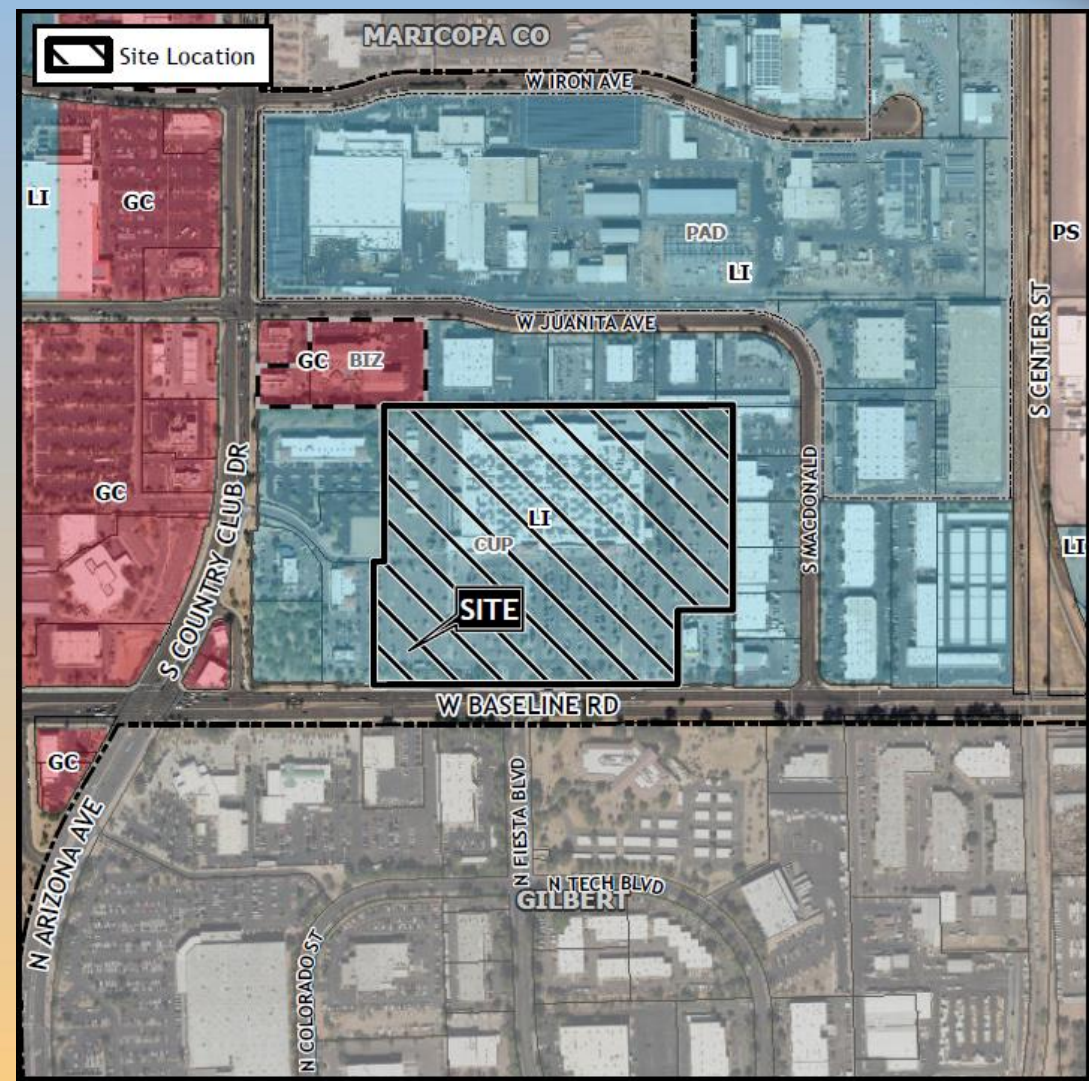 MARICOPA CO
Site Location
W IRON AVE
LI
GC
PAD
LI
PS
W JUANITA AVE
GC
BIZ
S CENTER ST
GC
S COUNTRY CLUB DR
LI
CUP
S MACDONALD
LI
SITE
W BASELINE RD
GC
N ARIZONA AVE
N FIESTA BLVD
N TECH BLVD
GILBERT
N COLORADO ST